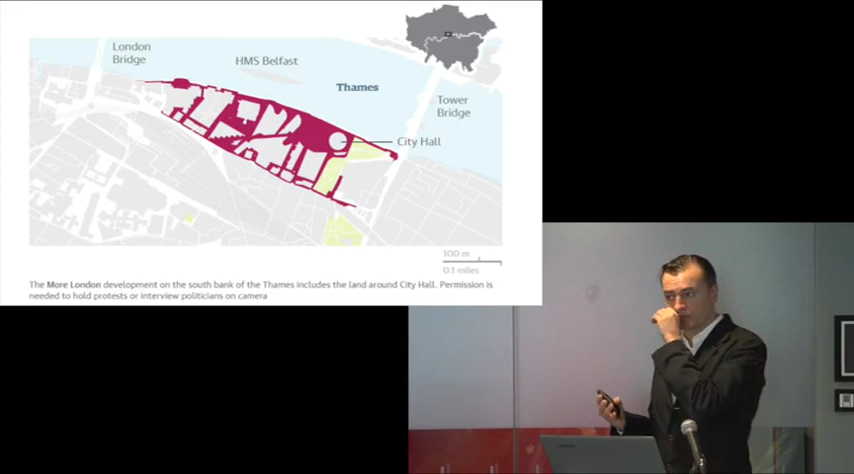 London
Bridge
HMS Belfast
Thames
Tower
Bridge
City Hall
100 m
0.1 miles
The More London development on the south bank of the Thames includes the land around City Hall. Permission is
needed to hold protests or interview politicians on camera